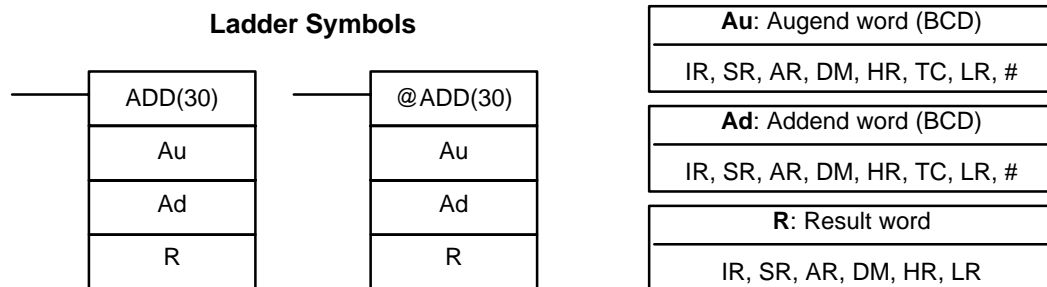 Ladder Symbols
ADD(30)
Au
Ad
R
@ADD(30)
Au
Ad
R
Au: Augend word (BCD)
IR, SR, AR, DM, HR, TC, LR, #
Ad: Addend word (BCD)
IR, SR, AR, DM, HR, TC, LR, #
R: Result word
IR, SR, AR, DM, HR, LR